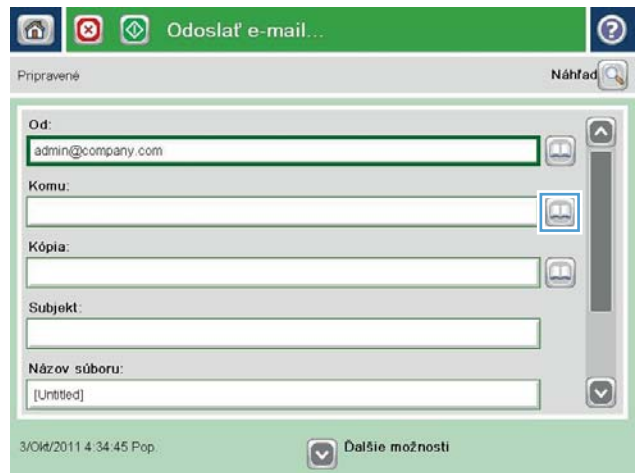 Odoslať e-mail...
Pripravené
Náhľad
Od:
admin@company.com
Komu:
Kópia:
Subjekt:
Názov súboru:
[Untitled]
3/Okt/2011 4:34:45 Pop.
Ďalšie možnosti